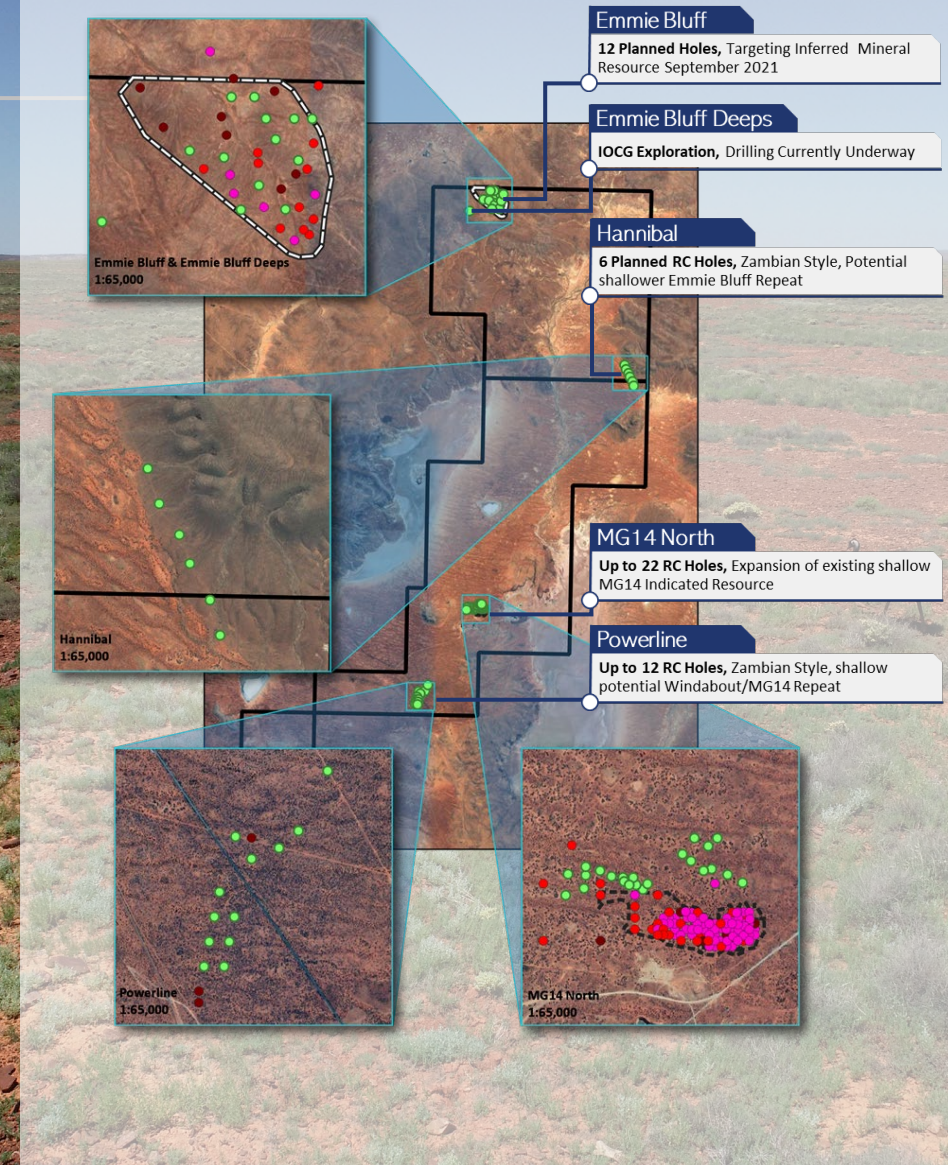 Emmie Bluff
12 Planned Holes, Targeting Inferred Mineral
Resource September 2021
Emmie Bluff Deeps
IOCG Exploration, Drilling Currently Underway
Hannibal
6 Planned RC Holes, Zambian Style, Potential
shallower Emmie Bluff Repeat
Emmie Bluff & Emmie Bluff Deeps
1:65,000
Hannibal
1:65,000
MG14 North
Up to 22 RC Holes, Expansion of existing shallow
MG14 Indicated Resource
Powerline
Up to 12 RC Holes, Zambian Style, shallow
potential Windabout/MG14 Repeat
Powerline
1:65,000
MG14 North
1:65,000